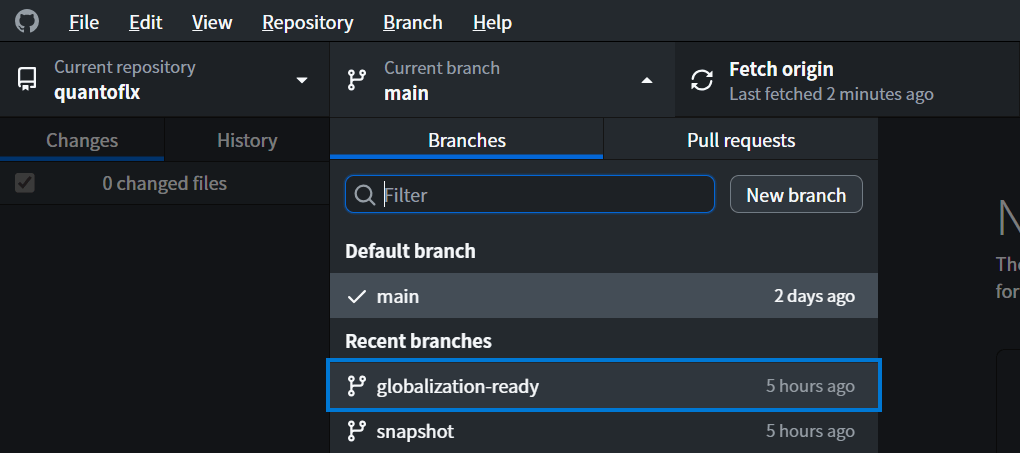 File Edit View Repository Branch Help
Current repository
quantoflx
Current branch
main
Fetch origin
Last fetched 2 minutes ago
Changes History
0 changed files
Branches Pull requests
Filter New branch
Default branch
main 2 days ago
Recent branches
globalization-ready 5 hours ago
snapshot 5 hours ago
for